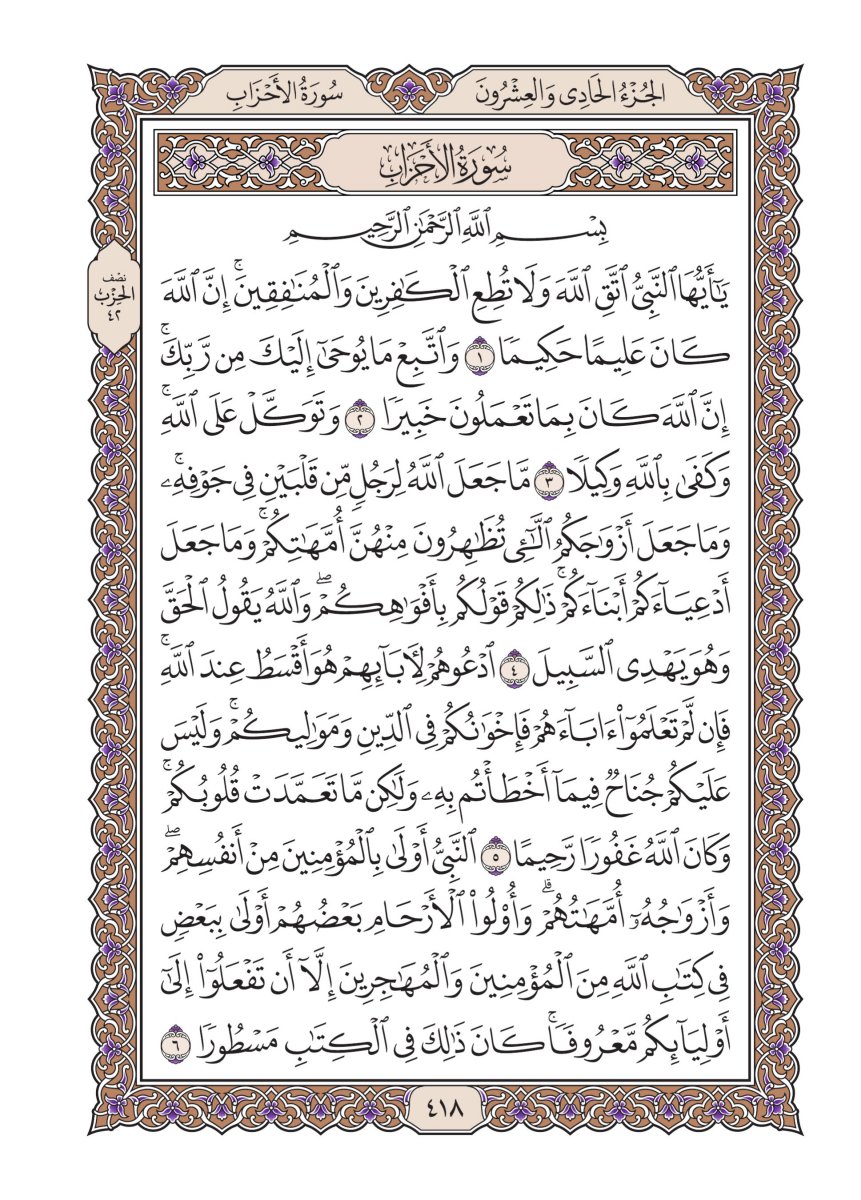 الجُزْءُ الحَادِي وَالعِشْرُونَ
سُورَةُ الأَحْزَابِ
سُورَةُ الأَحْزَابِ
بِسْمِ ٱللَّهِ ٱلرَّحْمَٰنِ ٱلرَّحِيمِ
يَٰٓأَيُّهَا ٱلنَّبِيُّ ٱتَّقِ ٱللَّهَ وَلَا تُطِعِ ٱلْكَٰفِرِينَ وَٱلْمُنَٰفِقِينَۚ إِنَّ ٱللَّهَ
كَانَ عَلِيمًا حَكِيمٗا ١ وَٱتَّبِعْ مَا يُوحَىٰٓ إِلَيْكَ مِن رَّبِّكَۚ
إِنَّ ٱللَّهَ كَانَ بِمَا تَعْمَلُونَ خَبِيرٗا ٢ وَتَوَكَّلْ عَلَى ٱللَّهِۚ
وَكَفَىٰ بِٱللَّهِ وَكِيلٗا ٣ مَّا جَعَلَ ٱللَّهُ لِرَجُلٖ مِّن قَلْبَيْنِ فِي جَوْفِهِۦۚ
وَمَا جَعَلَ أَزْوَٰجَكُمُ ٱلَّٰٓـِٔي تُظَٰهِرُونَ مِنْهُنَّ أُمَّهَٰتِكُمْۚ وَمَا جَعَلَ
أَدْعِيَآءَكُمْ أَبْنَآءَكُمْۚ ذَٰلِكُمْ قَوْلُكُم بِأَفْوَٰهِكُمْۖ وَٱللَّهُ يَقُولُ ٱلْحَقَّ
وَهُوَ يَهْدِي ٱلسَّبِيلَ ٤ ٱدْعُوهُمْ لِأٓبَآئِهِمْ هُوَ أَقْسَطُ عِندَ ٱللَّهِۚ
فَإِن لَّمْ تَعْلَمُوٓاْ ءَابَآءَهُمْ فَإِخْوَٰنُكُمْ فِي ٱلدِّينِ وَمَوَٰلِيكُمْۚ وَلَيْسَ
عَلَيْكُمْ جُنَاحٞ فِيمَآ أَخْطَأْتُم بِهِۦ وَلَٰكِن مَّا تَعَمَّدَتْ قُلُوبُكُمْۚ
وَكَانَ ٱللَّهُ غَفُورٗا رَّحِيمًا ٥ ٱلنَّبِيُّ أَوْلَىٰ بِٱلْمُؤْمِنِينَ مِنْ أَنفُسِهِمْۖ
وَأَزْوَٰجُهُۥٓ أُمَّهَٰتُهُمْۗ وَأُوْلُواْ ٱلْأَرْحَامِ بَعْضُهُمْ أَوْلَىٰ بِبَعْضٖ
فِي كِتَٰبِ ٱللَّهِ مِنَ ٱلْمُؤْمِنِينَ وَٱلْمُهَٰجِرِينَ إِلَّآ أَن تَفْعَلُوٓاْ إِلَىٰٓ
أَوْلِيَآئِكُم مَّعْرُوفٗاۚ كَانَ ذَٰلِكَ فِي ٱلْكِتَٰبِ مَسْطُورٗا ٦
نصف
الحِزْب
٤٢
٤١٨